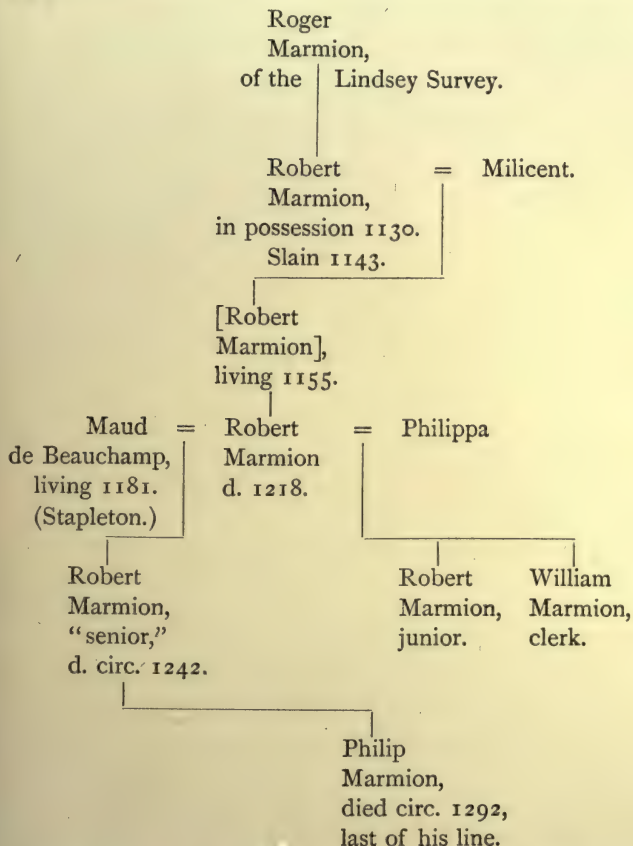 Roger
Marmion,
of the Lindsey Survey.
Robert = Milicent.
Marmion,
in possession 1130.
Slain 1143.
[Robert
Marmion],
living 1155.
Maud = Robert = Philippa
de Beauchamp, Marmion
living 1181. d. 1218.
(Stapleton.)
Robert Robert William
Marmion, Marmion, Marmion,
“senior,” junior. clerk.
d. circ. 1242.
Philip
Marmion,
died circ. 1292,
last of his line.